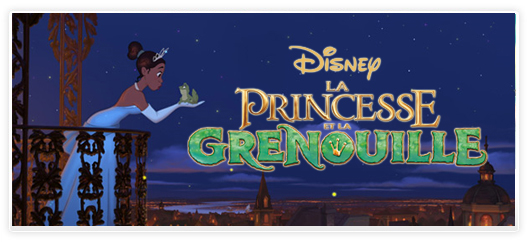 Disney
LA
PRINCESSE
ET LA
GRENOUILLE